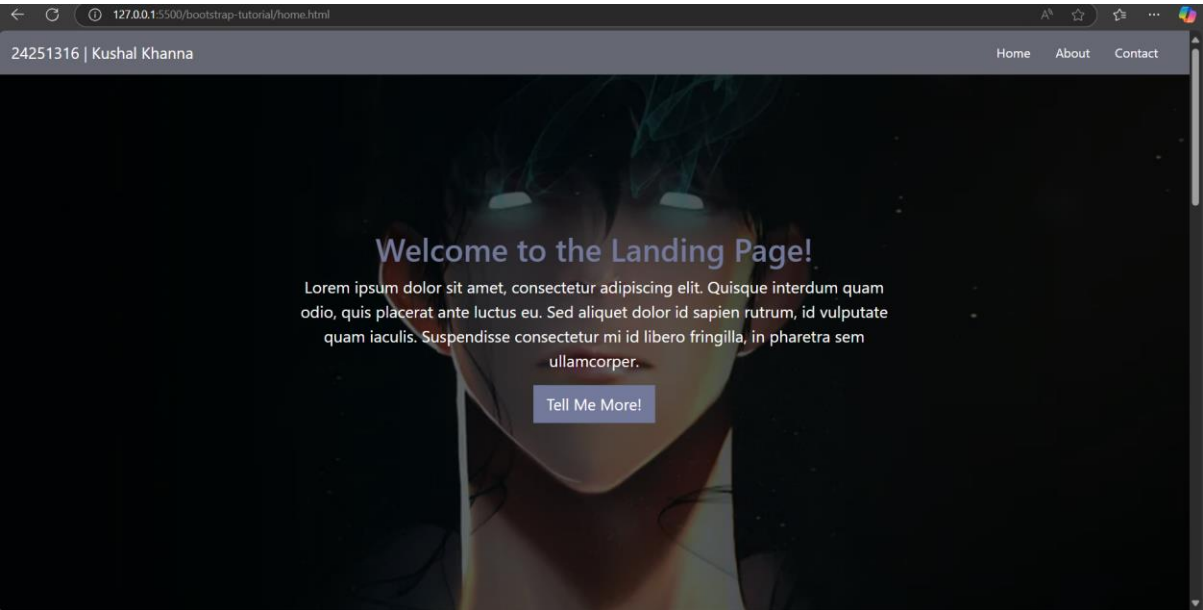 127.0.0.1:5500/bootstrap-tutorial/home.html
24251316 | Kushal Khanna
Home About Contact
Welcome to the Landing Page!
Lorem ipsum dolor sit amet, consectetur adipiscing elit. Quisque interdum quam
odio, quis placerat ante luctus eu. Sed aliquet dolor id sapien rutrum, id vulputate
quam iaculis. Suspendisse consectetur mi id libero fringilla, in pharetra sem
ullamcorper.
Tell Me More!